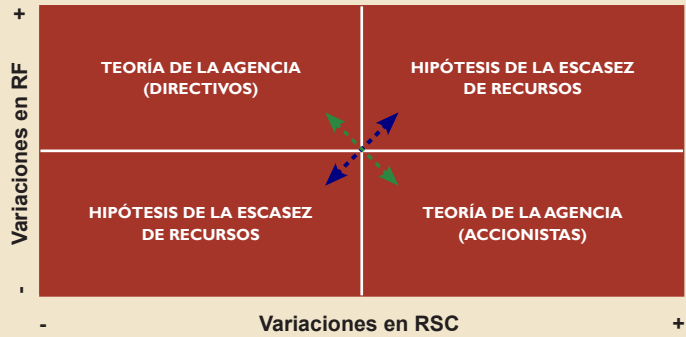 +
Variaciones en RF
-
TEORÍA DE LA AGENCIA
(DIRECTIVOS)
HIPÓTESIS DE LA ESCASEZ
DE RECURSOS
HIPÓTESIS DE LA ESCASEZ
DE RECURSOS
TEORÍA DE LA AGENCIA
(ACCIONISTAS)
-
Variaciones en RSC
+